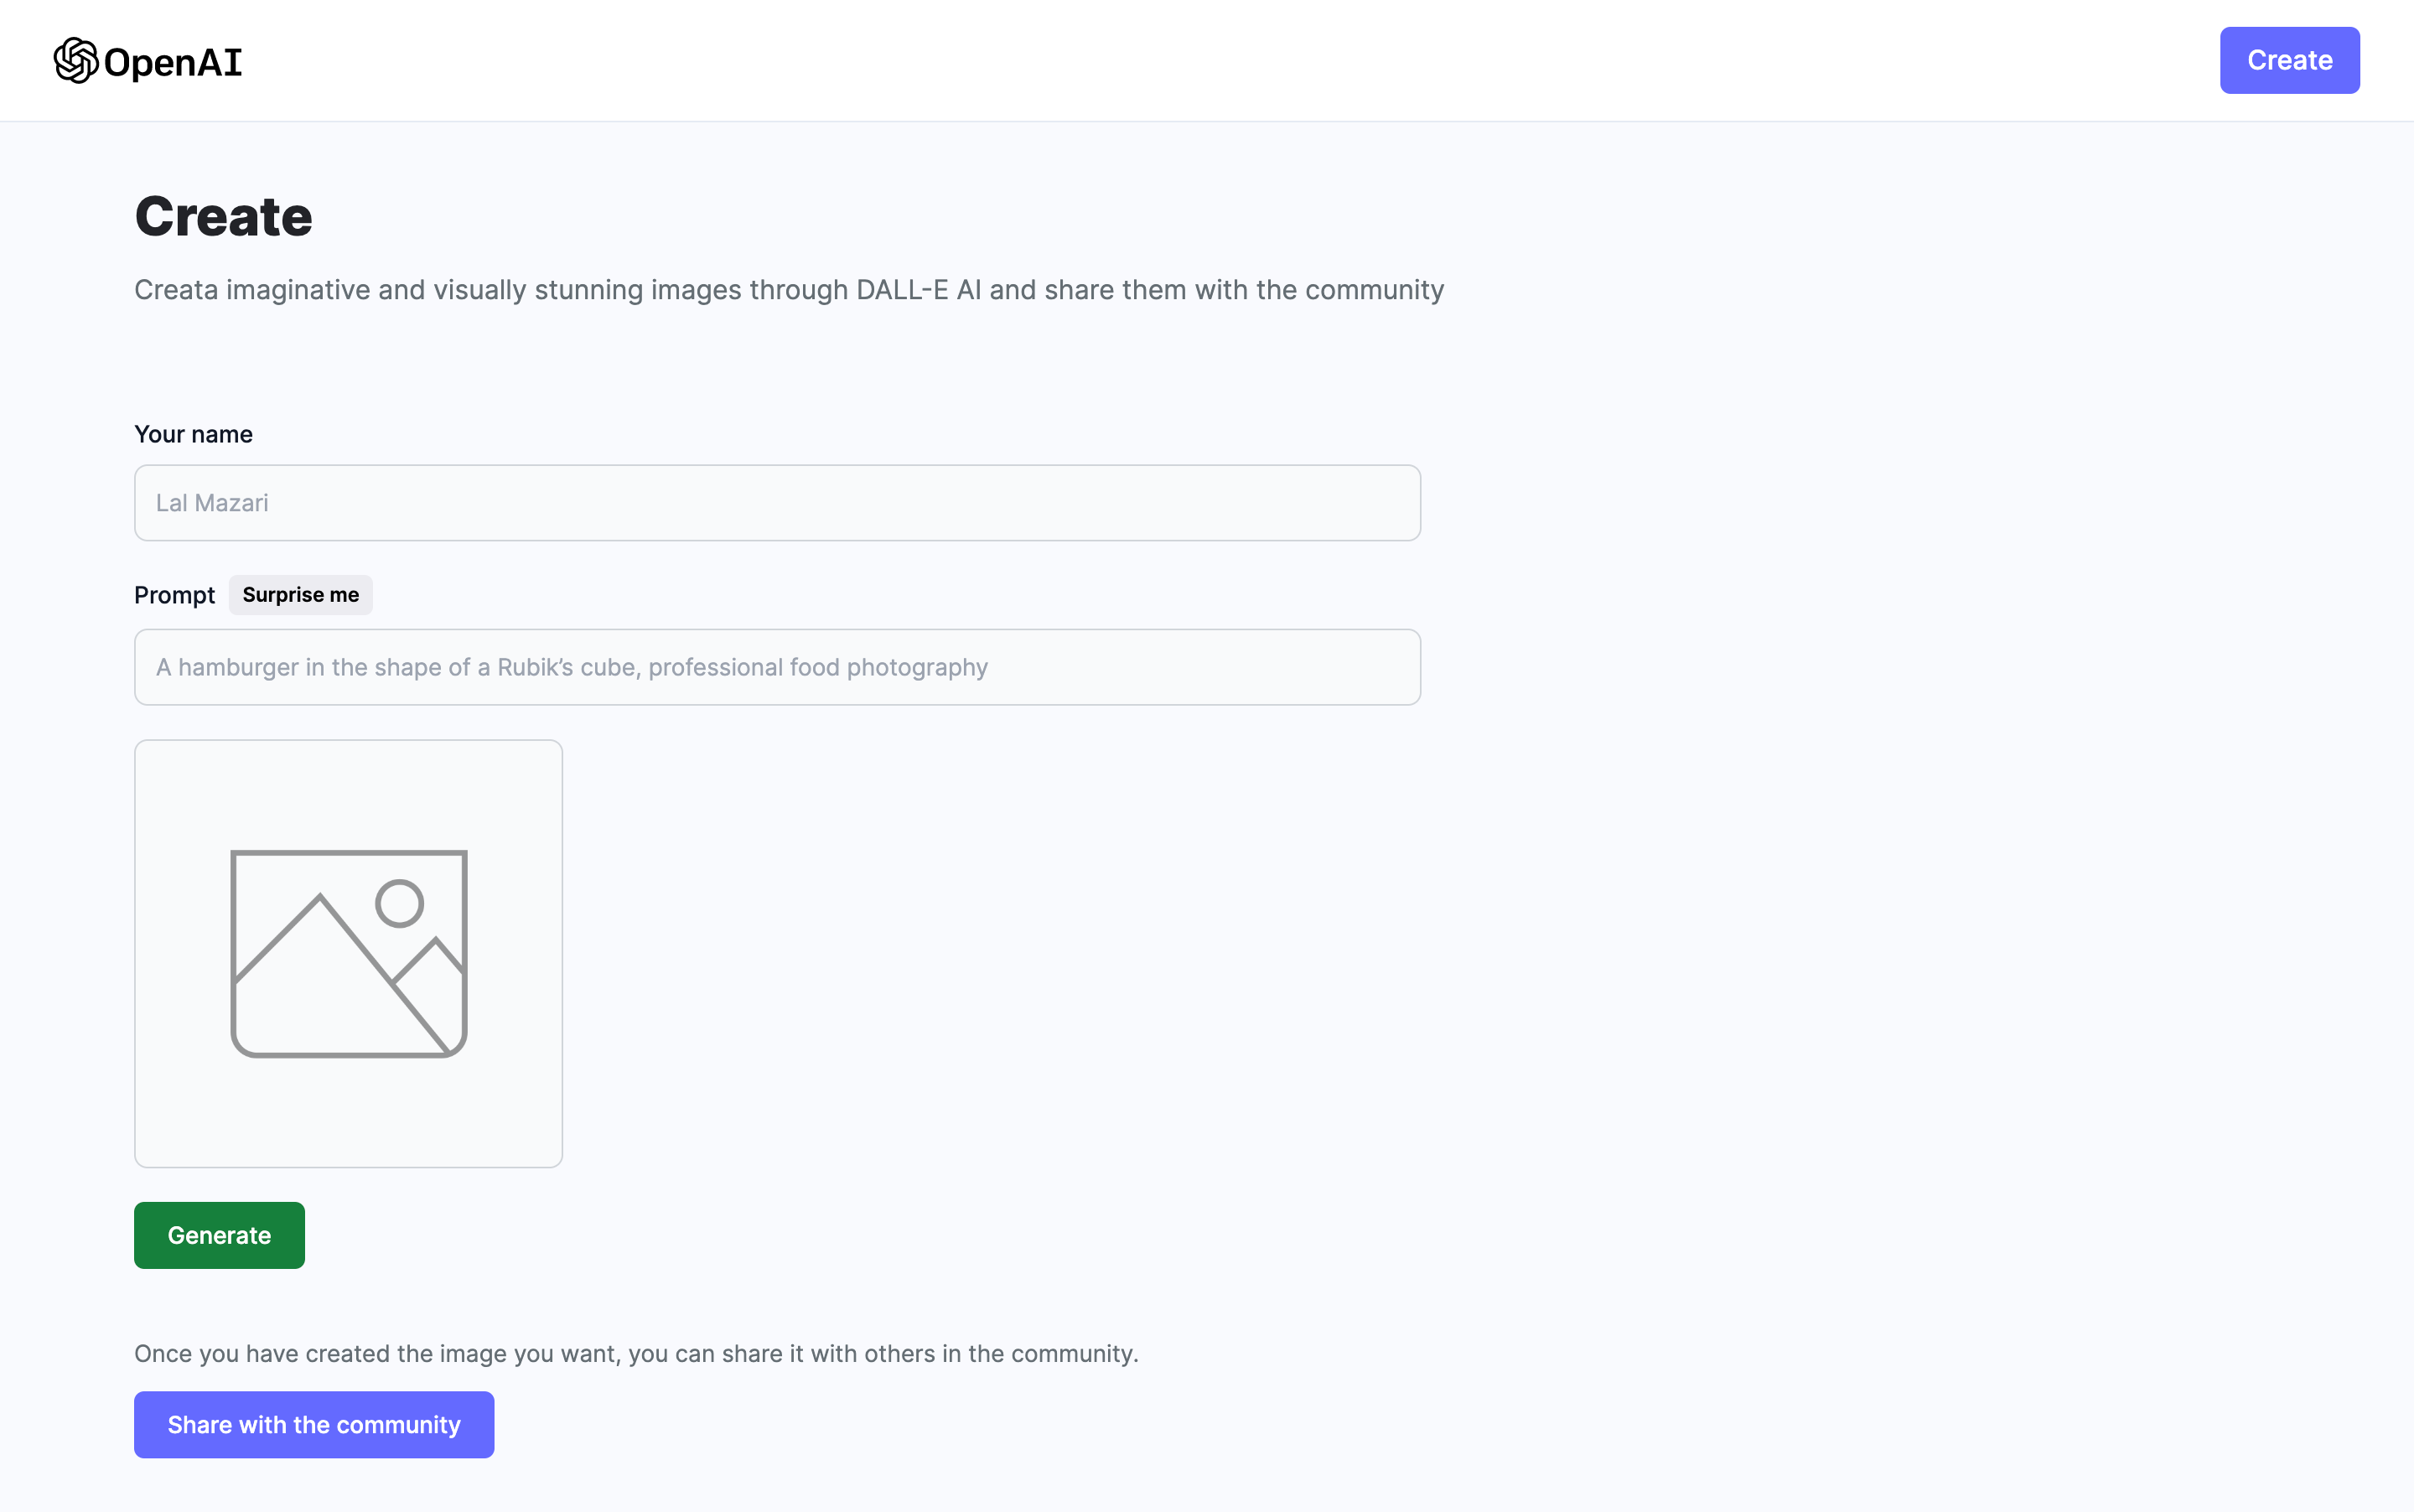 OpenAI
Create
Create
Creata imaginative and visually stunning images through DALL-E AI and share them with the community
Your name
Lal Mazari
Prompt Surprise me
A hamburger in the shape of a Rubik’s cube, professional food photography
Generate
Once you have created the image you want, you can share it with others in the community.
Share with the community